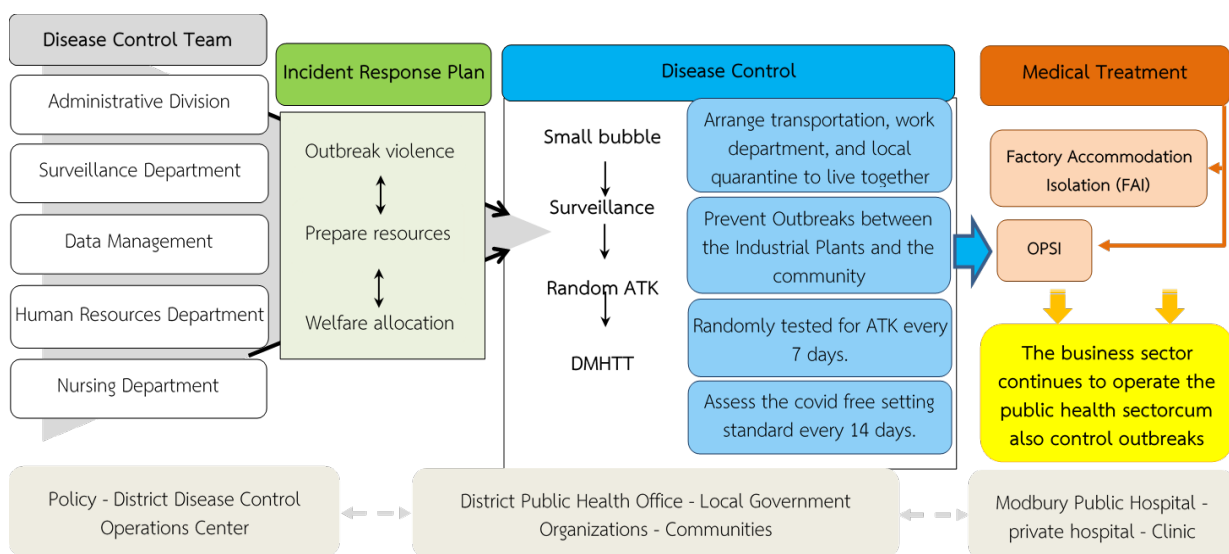 Disease Control Team
Administrative Division
Surveillance Department
Data Management
Human Resources Department
Nursing Department
Incident Response Plan
Outbreak violence
Prepare resources
Welfare allocation
Disease Control
Small bubble
Surveillance
Random ATK
DMHTT
Arrange transportation, work
department, and local
quarantine to live together
Prevent Outbreaks between
the Industrial Plants and the
community
Randomly tested for ATK every
7 days.
Assess the covid free setting
standard every 14 days.
Medical Treatment
Factory Accommodation
Isolation (FAI)
OPSI
The business sector
continues to operate the
public health sectorcum
also control outbreaks
Policy - District Disease Control
Operations Center
District Public Health Office - Local Government
Organizations - Communities
Modbury Public Hospital -
private hospital - Clinic